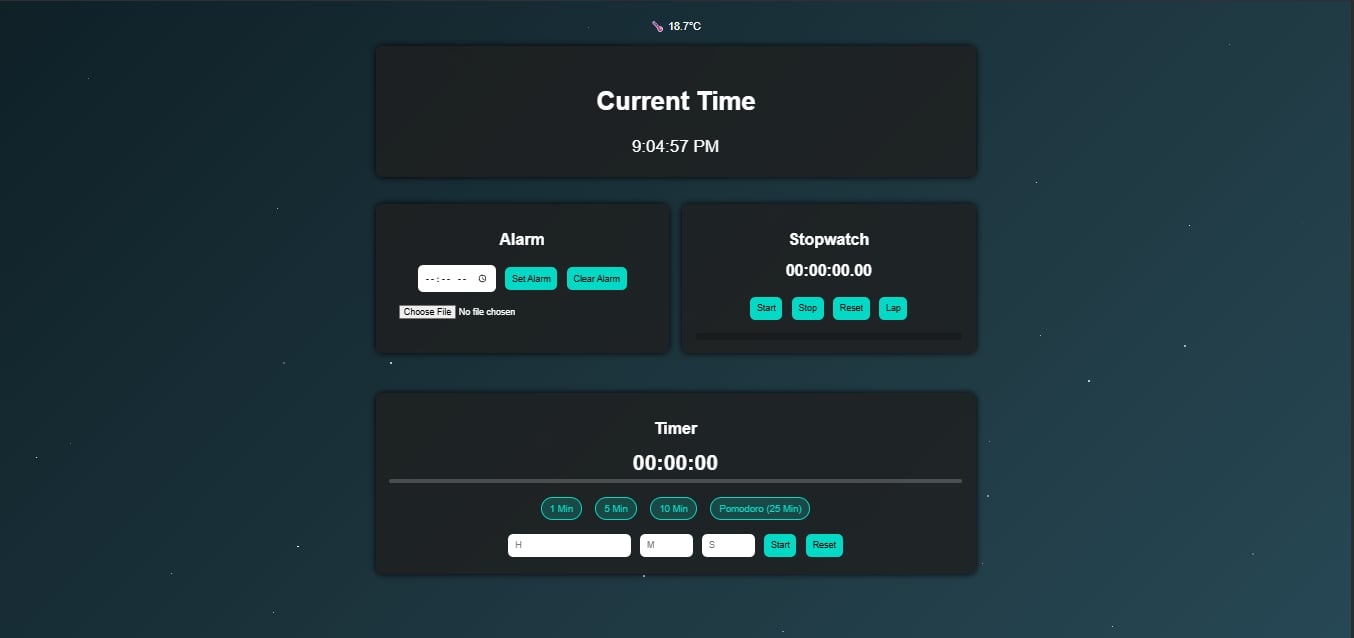 18.7°C
Current Time
9:04:57 PM
Alarm
--:-- -- Set Alarm Clear Alarm
Choose File No file chosen
Stopwatch
00:00:00.00
Start Stop Reset Lap
Timer
00:00:00
1 Min 5 Min 10 Min Pomodoro (25 Min)
H M S Start Reset